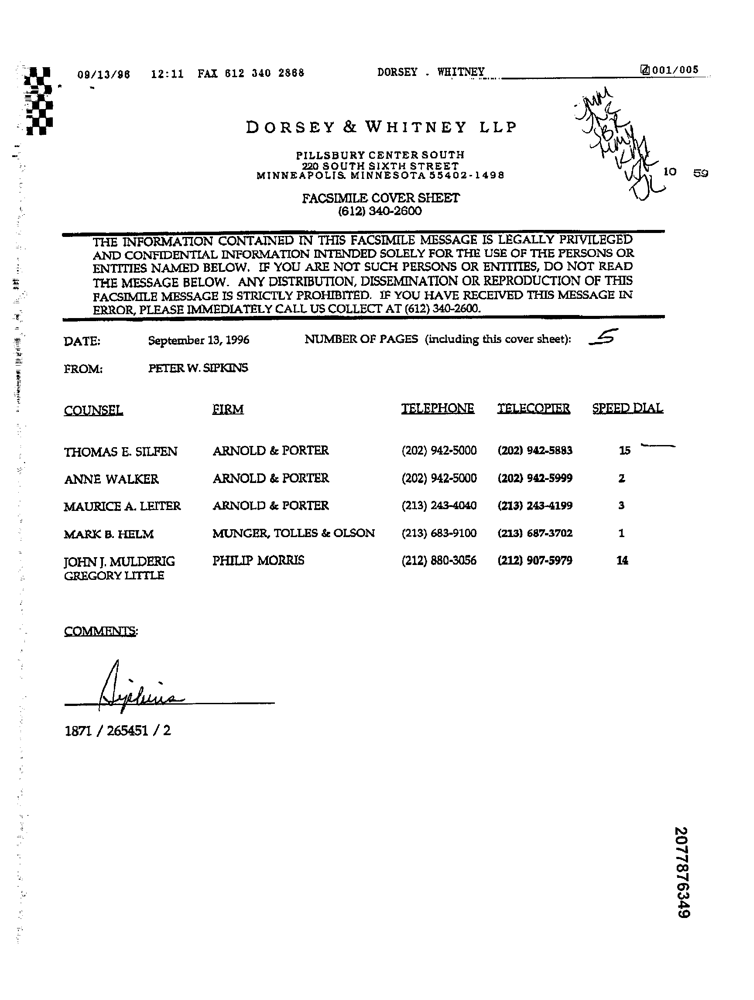 09/13/96 12:11 FAX 612 340 2868 DORSEY . WHITNEY 001/005
DORSEY & WHITNEY LLP
PILLSBURY CENTER SOUTH
220 SOUTH SIXTH STREET
MINNEAPOLIS, MINNESOTA 55402-1498
10 59
FACSIMILE COVER SHEET
(612) 340-2600
THE INFORMATION CONTAINED IN THIS FACSIMILE MESSAGE IS LEGALLY PRIVILEGED
AND CONFIDENTIAL INFORMATION INTENDED SOLELY FOR THE USE OF THE PERSONS OR
ENTITIES NAMED BELOW. IF YOU ARE NOT SUCH PERSONS OR ENTITIES, DO NOT READ
THE MESSAGE BELOW. ANY DISTRIBUTION, DISSEMINATION OR REPRODUCTION OF THIS
FACSIMILE MESSAGE IS STRICTLY PROHIBITED. IF YOU HAVE RECEIVED THIS MESSAGE IN
ERROR, PLEASE IMMEDIATELY CALL US COLLECT AT (612) 340-2600.
DATE: September 13, 1996 NUMBER OF PAGES (including this cover sheet): 5
FROM: PETER W. SIPKINS
COUNSEL FIRM TELEPHONE TELECOPIER SPEED DIAL
THOMAS E. SILFEN ARNOLD & PORTER (202) 942-5000 (202) 942-5883 15
ANNE WALKER ARNOLD & PORTER (202) 942-5000 (202) 942-5999 2
MAURICE A. LEITER ARNOLD & PORTER (213) 243-4040 (213) 243-4199 3
MARK B. HELM MUNGER, TOLLES & OLSON (213) 683-9100 (213) 687-3702 1
JOHN J. MULDERIG PHILIP MORRIS (212) 880-3056 (212) 907-5979 14
GREGORY LITTLE
COMMENTS:
Sipkins
1871 / 265451 / 2
2077876349